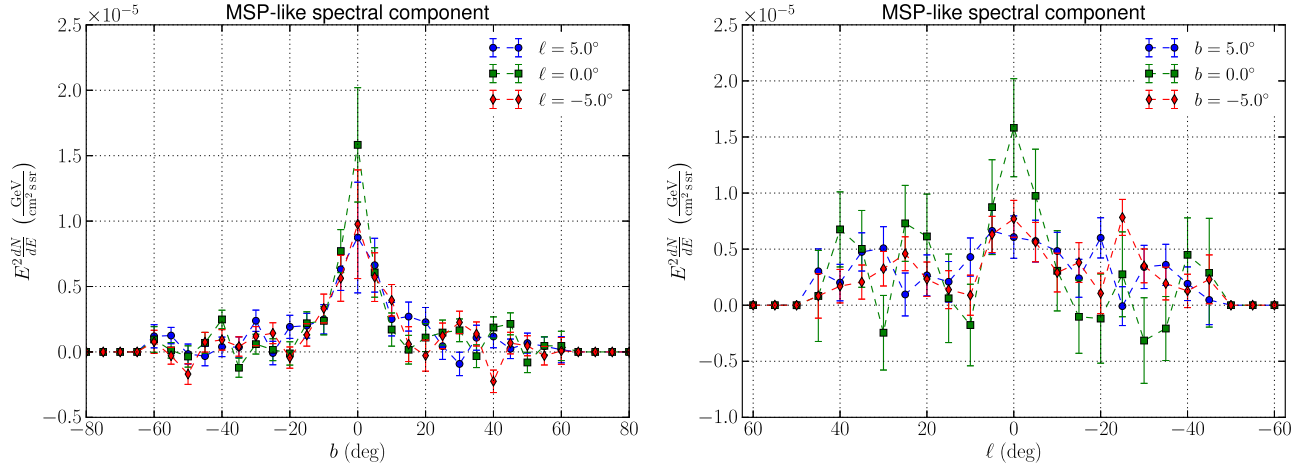 MSP-like spectral component
×10⁻⁵
2.5
2.0
1.5
1.0
0.5
0.0
−0.5
−80 −60 −40 −20 0 20 40 60 80
b (deg)
E² dN/dE (GeV/cm² s sr)
ℓ = 5.0°
ℓ = 0.0°
ℓ = −5.0°
MSP-like spectral component
×10⁻⁵
2.5
2.0
1.5
1.0
0.5
0.0
−0.5
−1.0
60 40 20 0 −20 −40 −60
ℓ (deg)
E² dN/dE (GeV/cm² s sr)
b = 5.0°
b = 0.0°
b = −5.0°